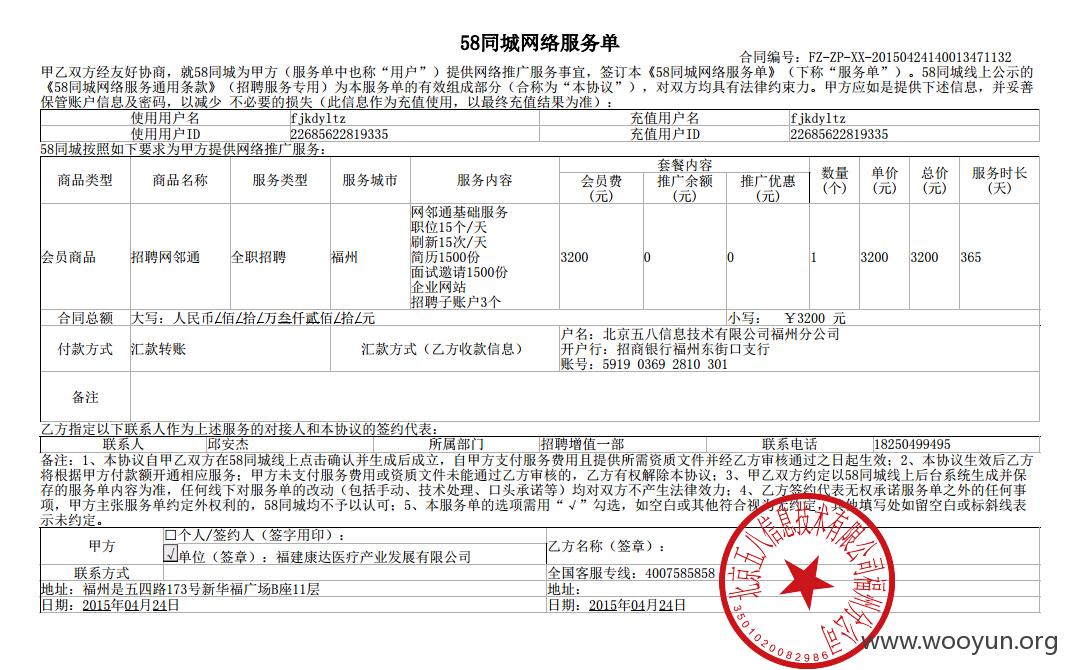 58同城网络服务单
合同编号：FZ-ZP-XX-20150424140013471132
甲乙双方经友好协商，就58同城为甲方（服务单中也称“用户”）提供网络推广服务事宜，签订本《58同城网络服务单》（下称“服务单”）。58同城线上公示的
《58同城网络服务通用条款》（招聘服务专用）为本服务单的有效组成部分（合称为“本协议”），对双方均具有法律约束力。甲方应如是提供下述信息，并妥善
保管账户信息及密码，以减少 不必要的损失（此信息作为充值使用，以最终充值结果为准）：
使用用户名 fjkdyltz 充值用户名 fjkdyltz
使用用户ID 22685622819335 充值用户ID 22685622819335
58同城按照如下要求为甲方提供网络推广服务：
商品类型 商品名称 服务类型 服务城市 服务内容 套餐内容 数量（个） 单价（元） 总价（元） 服务时长（天）
会员费（元） 推广余额（元） 推广优惠（元）
网邻通基础服务
职位15个/天
刷新15次/天
会员商品 招聘网邻通 全职招聘 福州 简历1500份 3200 0 0 1 3200 3200 365
面试邀请1500份
企业网站
招聘子账户3个
合同总额 大写：人民币/佰/拾/万叁仟贰佰/拾/元 小写： ￥3200 元
付款方式 汇款转账 汇款方式（乙方收款信息） 户名：北京五八信息技术有限公司福州分公司
开户行：招商银行福州东街口支行
账号：5919 0369 2810 301
备注
乙方指定以下联系人作为上述服务的对接人和本协议的签约代表：
联系人 邱安杰 所属部门 招聘增值一部 联系电话 18250499495
备注：1、本协议自甲乙双方在58同城线上点击确认并生成后成立，自甲方支付服务费用且提供所需资质文件并经乙方审核通过之日起生效；2、本协议生效后乙方
将根据甲方付款额开通相应服务；甲方未支付服务费用或资质文件未能通过乙方审核的，乙方有权解除本协议；3、甲乙双方约定以58同城线上后台系统生成并保
存的服务单内容为准，任何线下对服务单的改动（包括手动、技术处理、口头承诺等）均对双方不产生法律效力；4、乙方签约代表无权承诺服务单之外的任何事
项，甲方主张服务单约定外权利的，58同城均不予以认可；5、本服务单的选项需用“√”勾选，如空白或其他符合视为无约定；其他填写处如留空白或标斜线表
示未约定。
甲方 □个人/签约人（签字用印）： 乙方名称（签章）：
√单位（签章）：福建康达医疗产业发展有限公司
联系方式 全国客服专线：4007585858
地址：福州是五四路173号新华福广场B座11层 地址：
日期：2015年04月24日 日期：2015年04月24日
北京五八信息技术有限公司福州分公司
3501020082986
www.wooyun.org